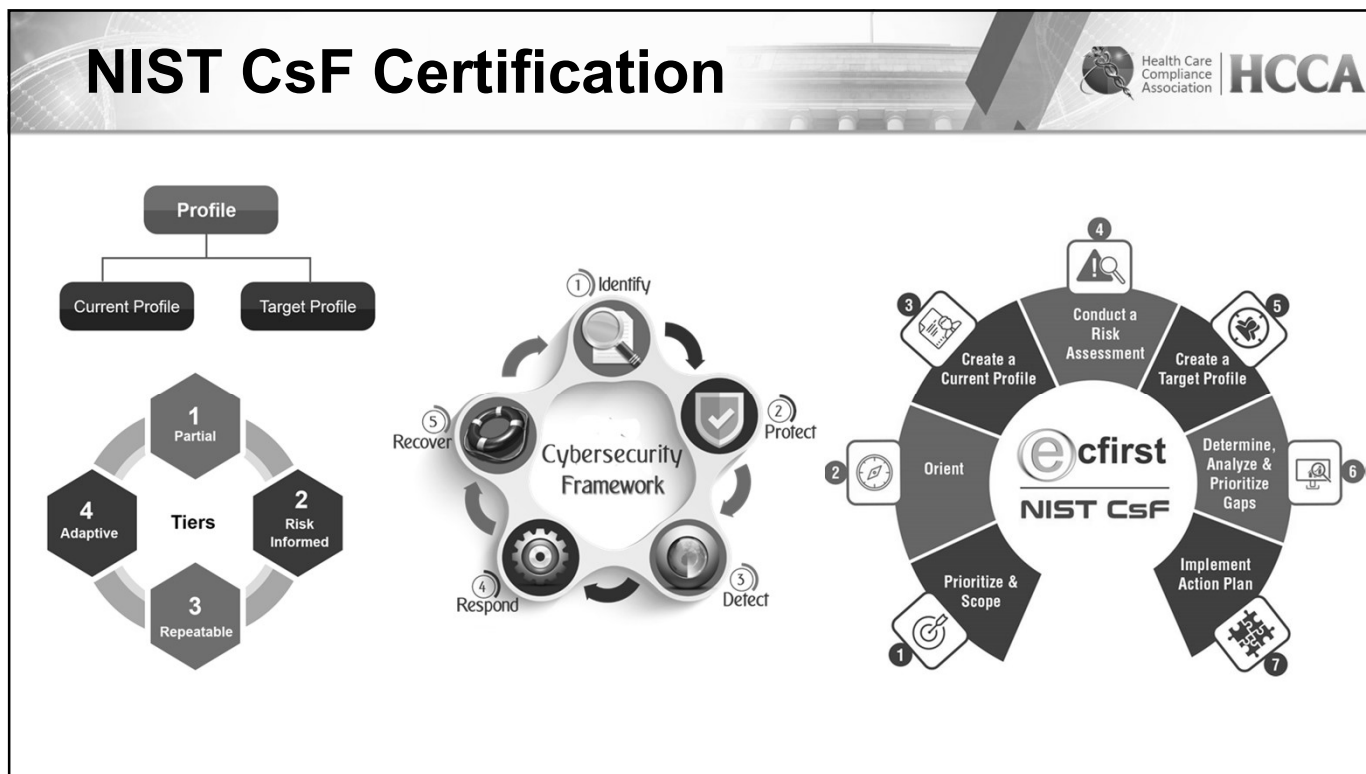 NIST CsF Certification
Health Care
Compliance
Association
HCCA
Profile
Current Profile
Target Profile
1
Partial
2
Risk
Informed
3
Repeatable
4
Adaptive
Tiers
1 Identify
2
Protect
3
Detect
4
Respond
5
Recover
Cybersecurity
Framework
1
Prioritize &
Scope
2
Orient
3
Create a
Current Profile
4
Conduct a
Risk
Assessment
5
Create a
Target Profile
6
Determine,
Analyze &
Prioritize
Gaps
7
Implement
Action Plan
ecfirst
NIST CsF